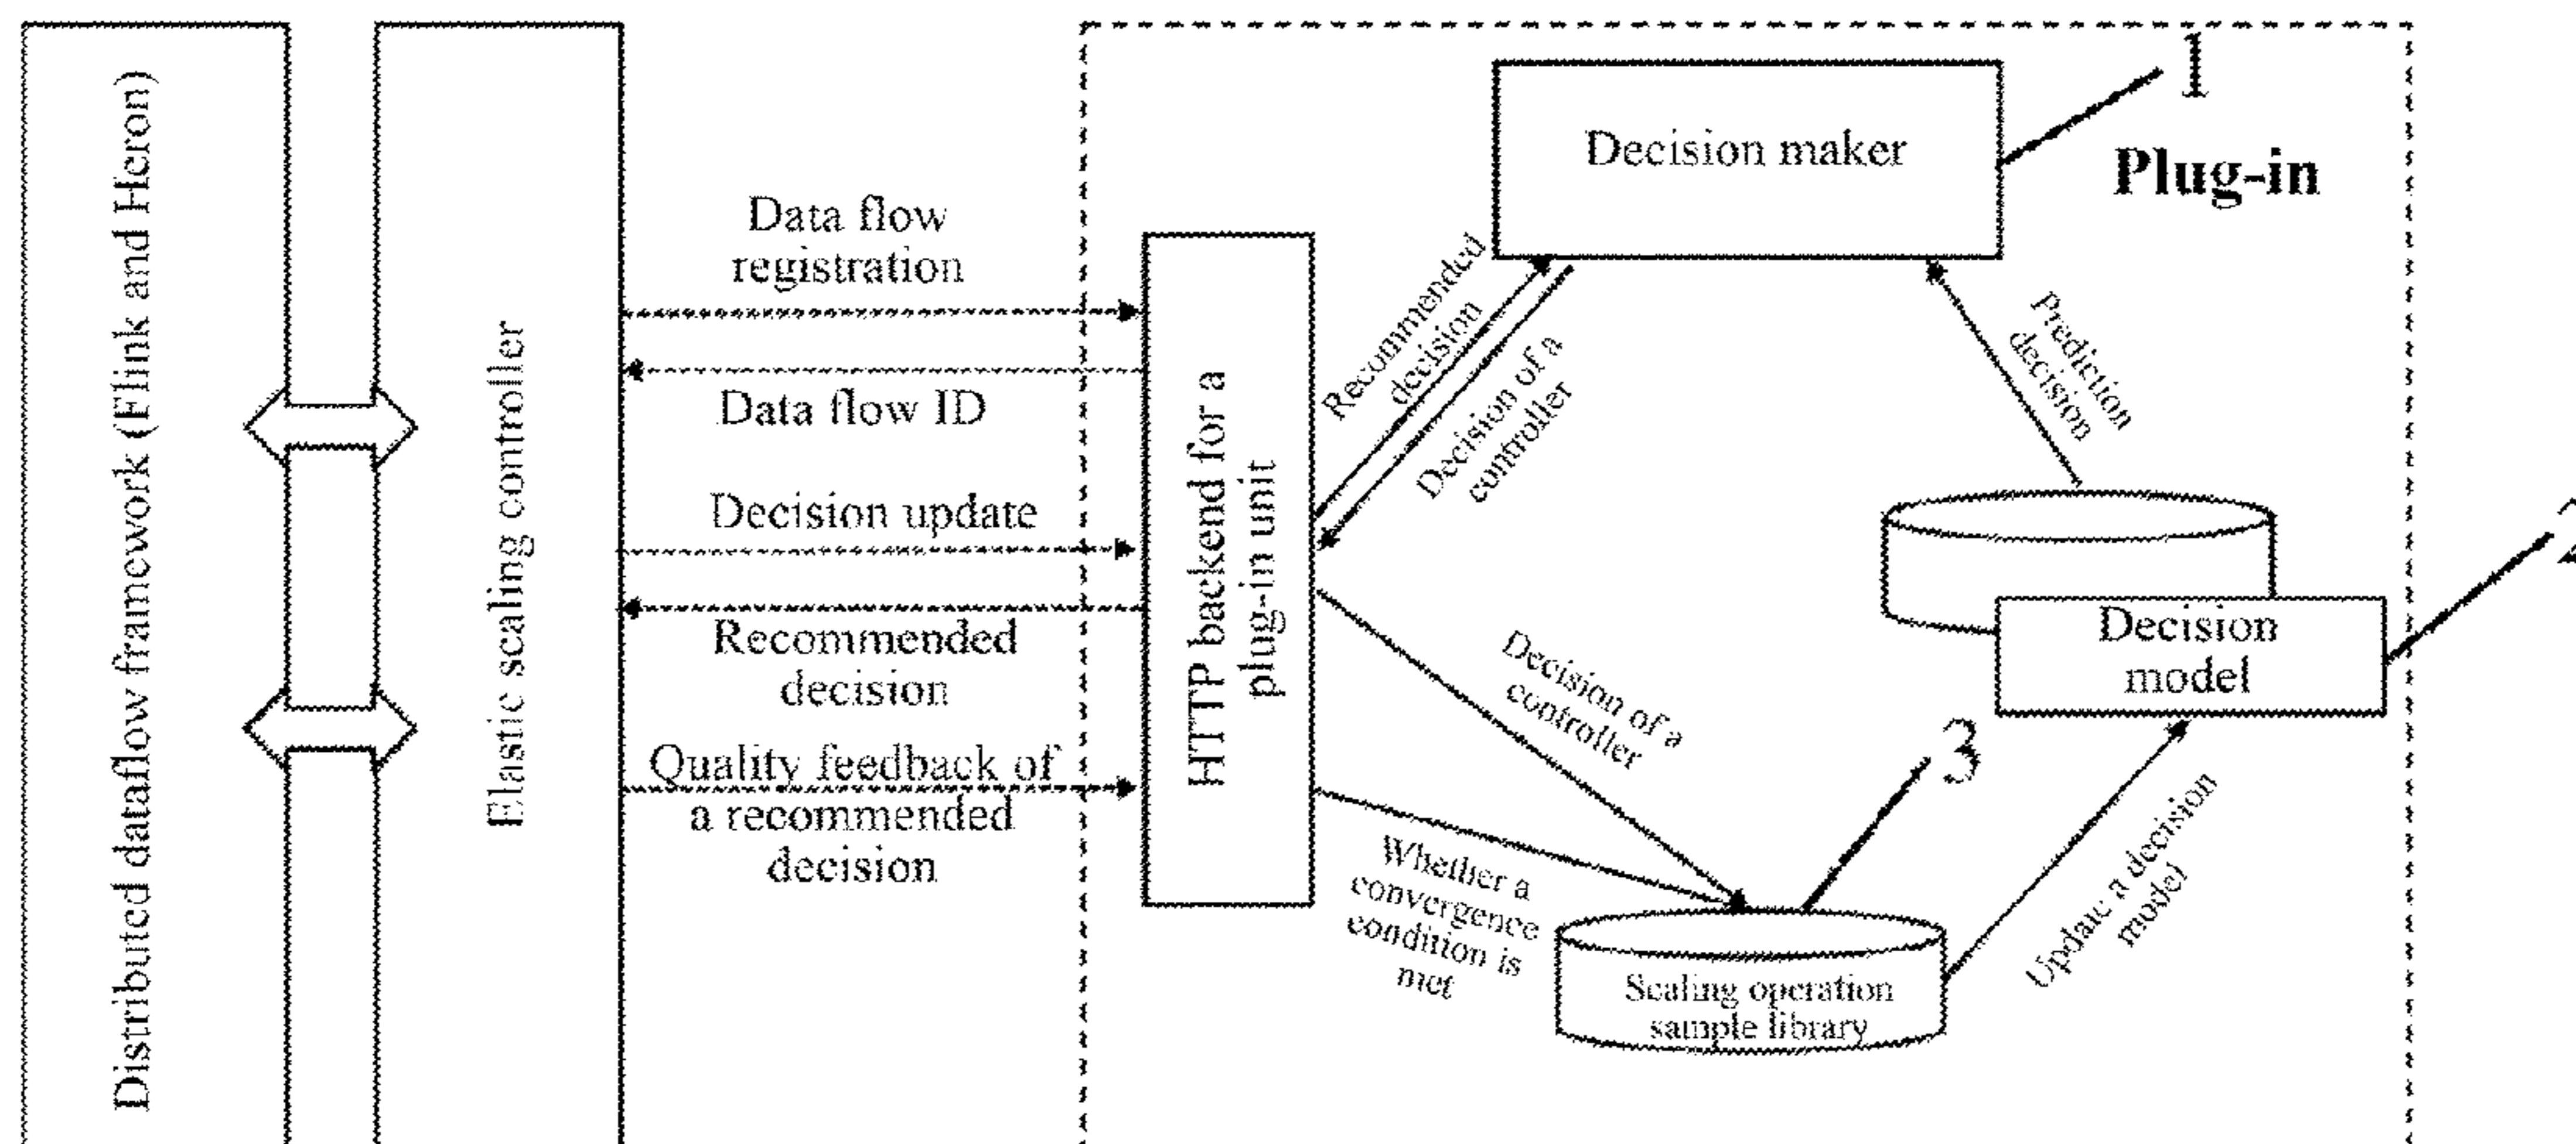 Distributed dataflow framework (Flink and Heron)
Elastic scaling controller
Data flow
registration
Data flow ID
Decision update
Recommended
decision
Quality feedback of
a recommended
decision
HTTP backend for a
plug-in unit
Decision maker
1
Plug-in
Recommended
decision
Decision of a
controller
Prediction
decision
Decision
model
2
Decision of a
controller
3
Whether a
convergence
condition is
met
Update a decision
model
Scaling operation
sample library